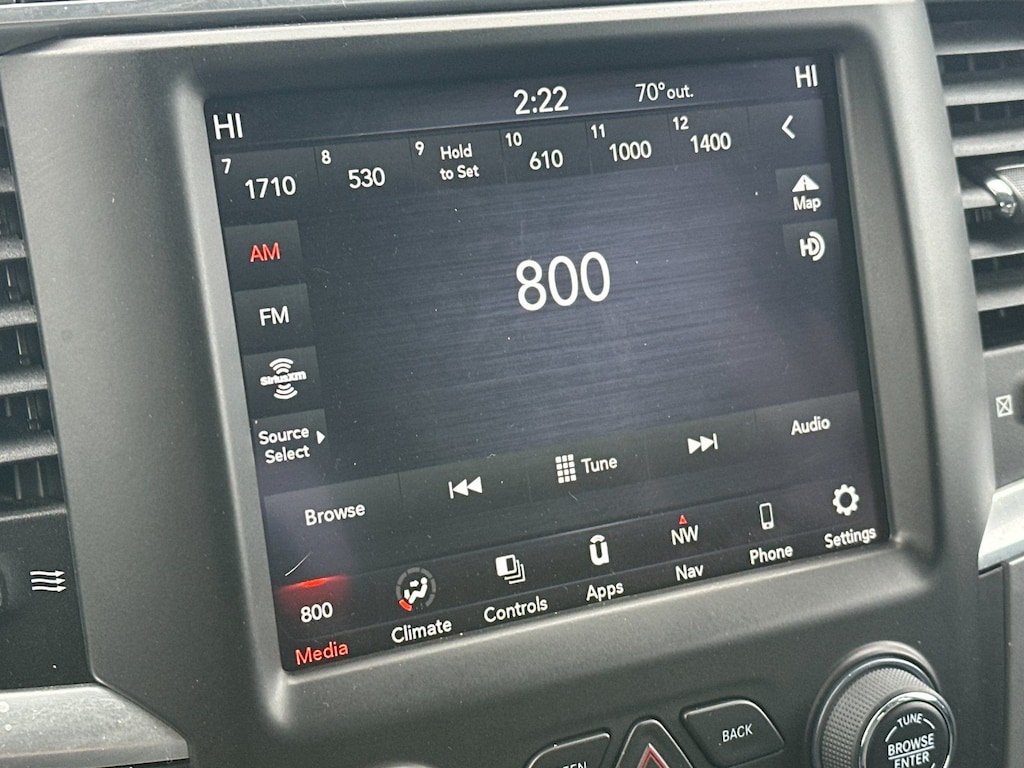 HI 2:22 70° out. HI
7 1710
8 530
9 Hold
to Set
10 610
11 1000
12 1400
Map
HD
AM
800
FM
SiriusXM
Source
Select
Browse
Tune
Audio
800
Media
Climate
Controls
Apps
NW
Nav
Phone
Settings
BACK
TUNE
BROWSE
ENTER